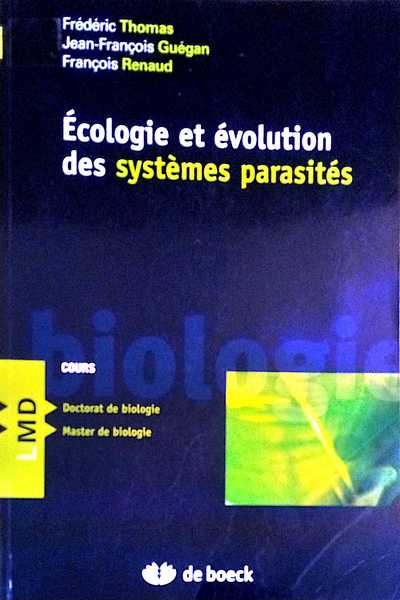 Frédéric Thomas
Jean-François Guégan
François Renaud
Écologie et évolution
des systèmes parasités
biologie
COURS
LMD
Doctorat de biologie
Master de biologie
de boeck